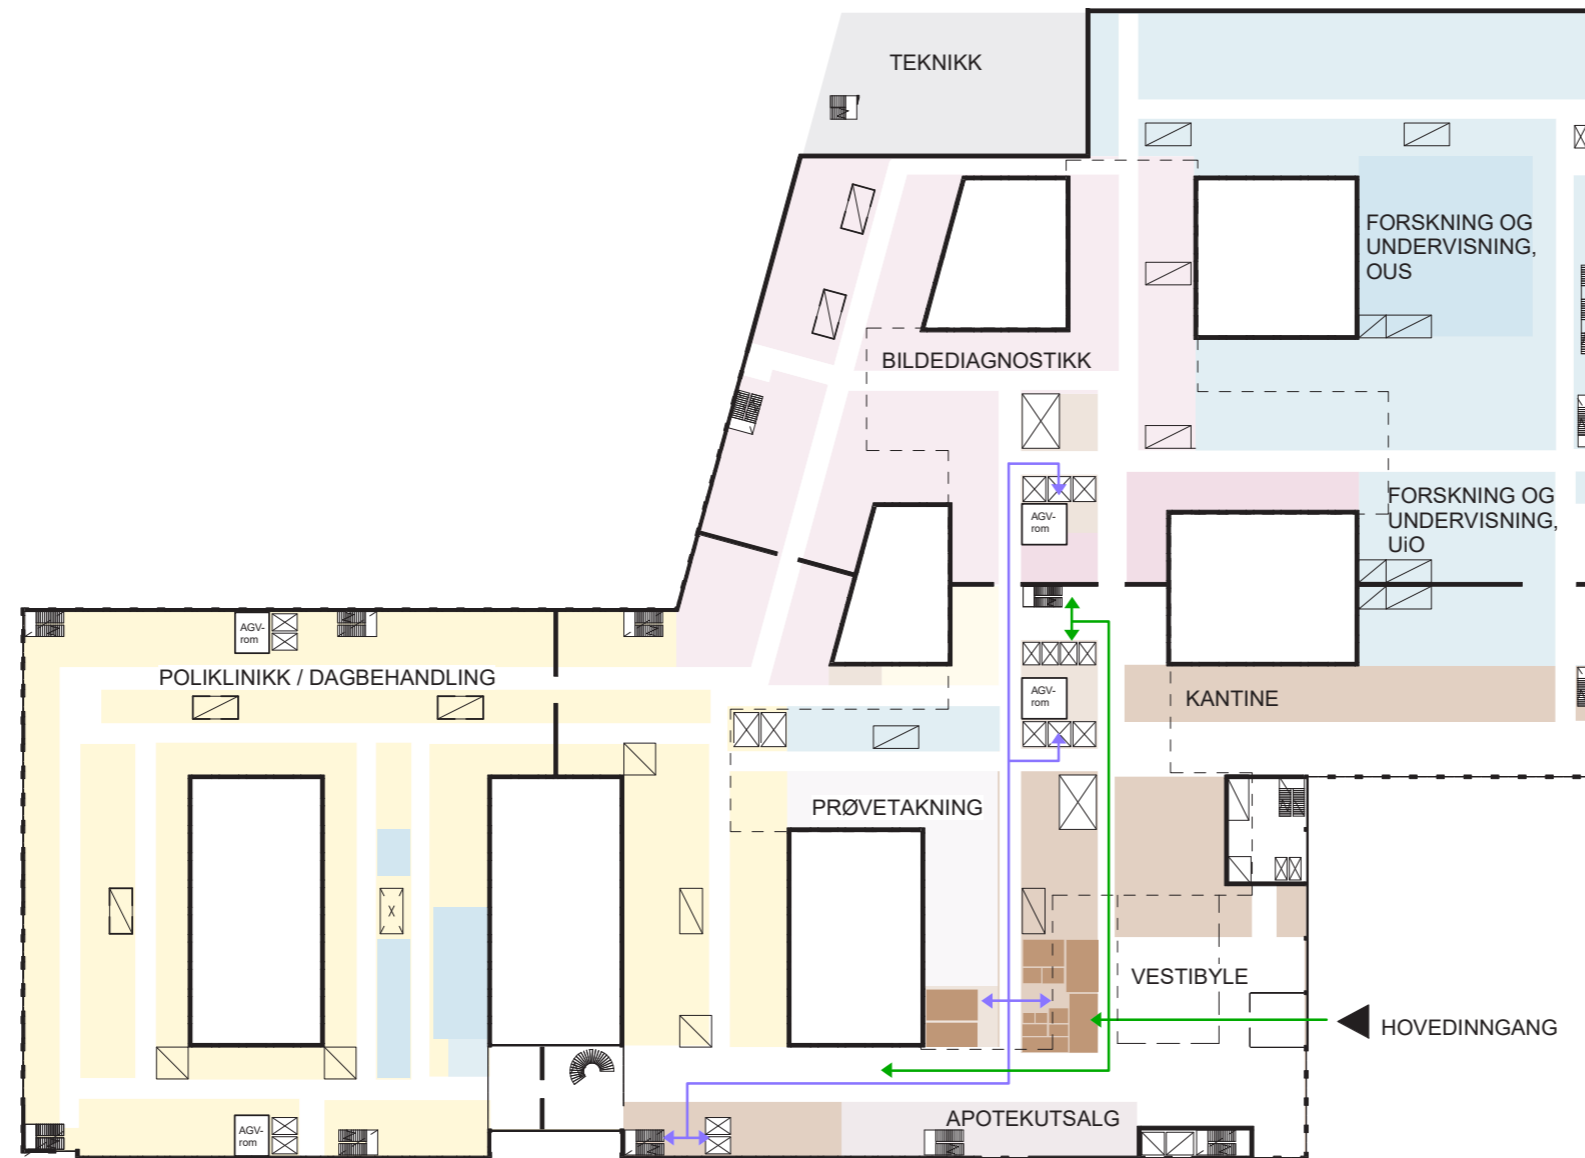 TEKNIKK
FORSKNING OG
UNDERVISNING,
OUS
BILDEDIAGNOSTIKK
FORSKNING OG
UNDERVISNING,
UiO
AGV-
rom
AGV-
rom
POLIKLINIKK / DAGBEHANDLING
AGV-
rom
KANTINE
PRØVETAKNING
X
VESTIBYLE
HOVEDINNGANG
APOTEKUTSALG
AGV-
rom